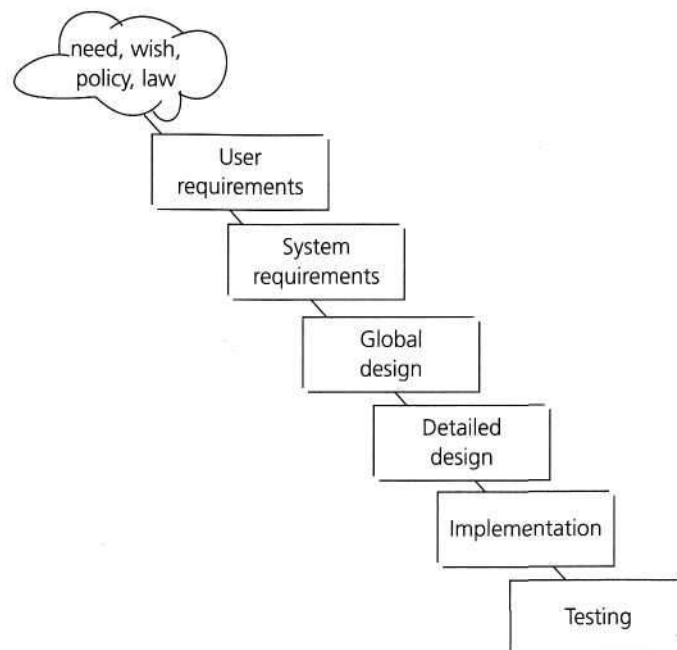 need, wish,
policy, law
User
requirements
System
requirements
Global
design
Detailed
design
Implementation
Testing